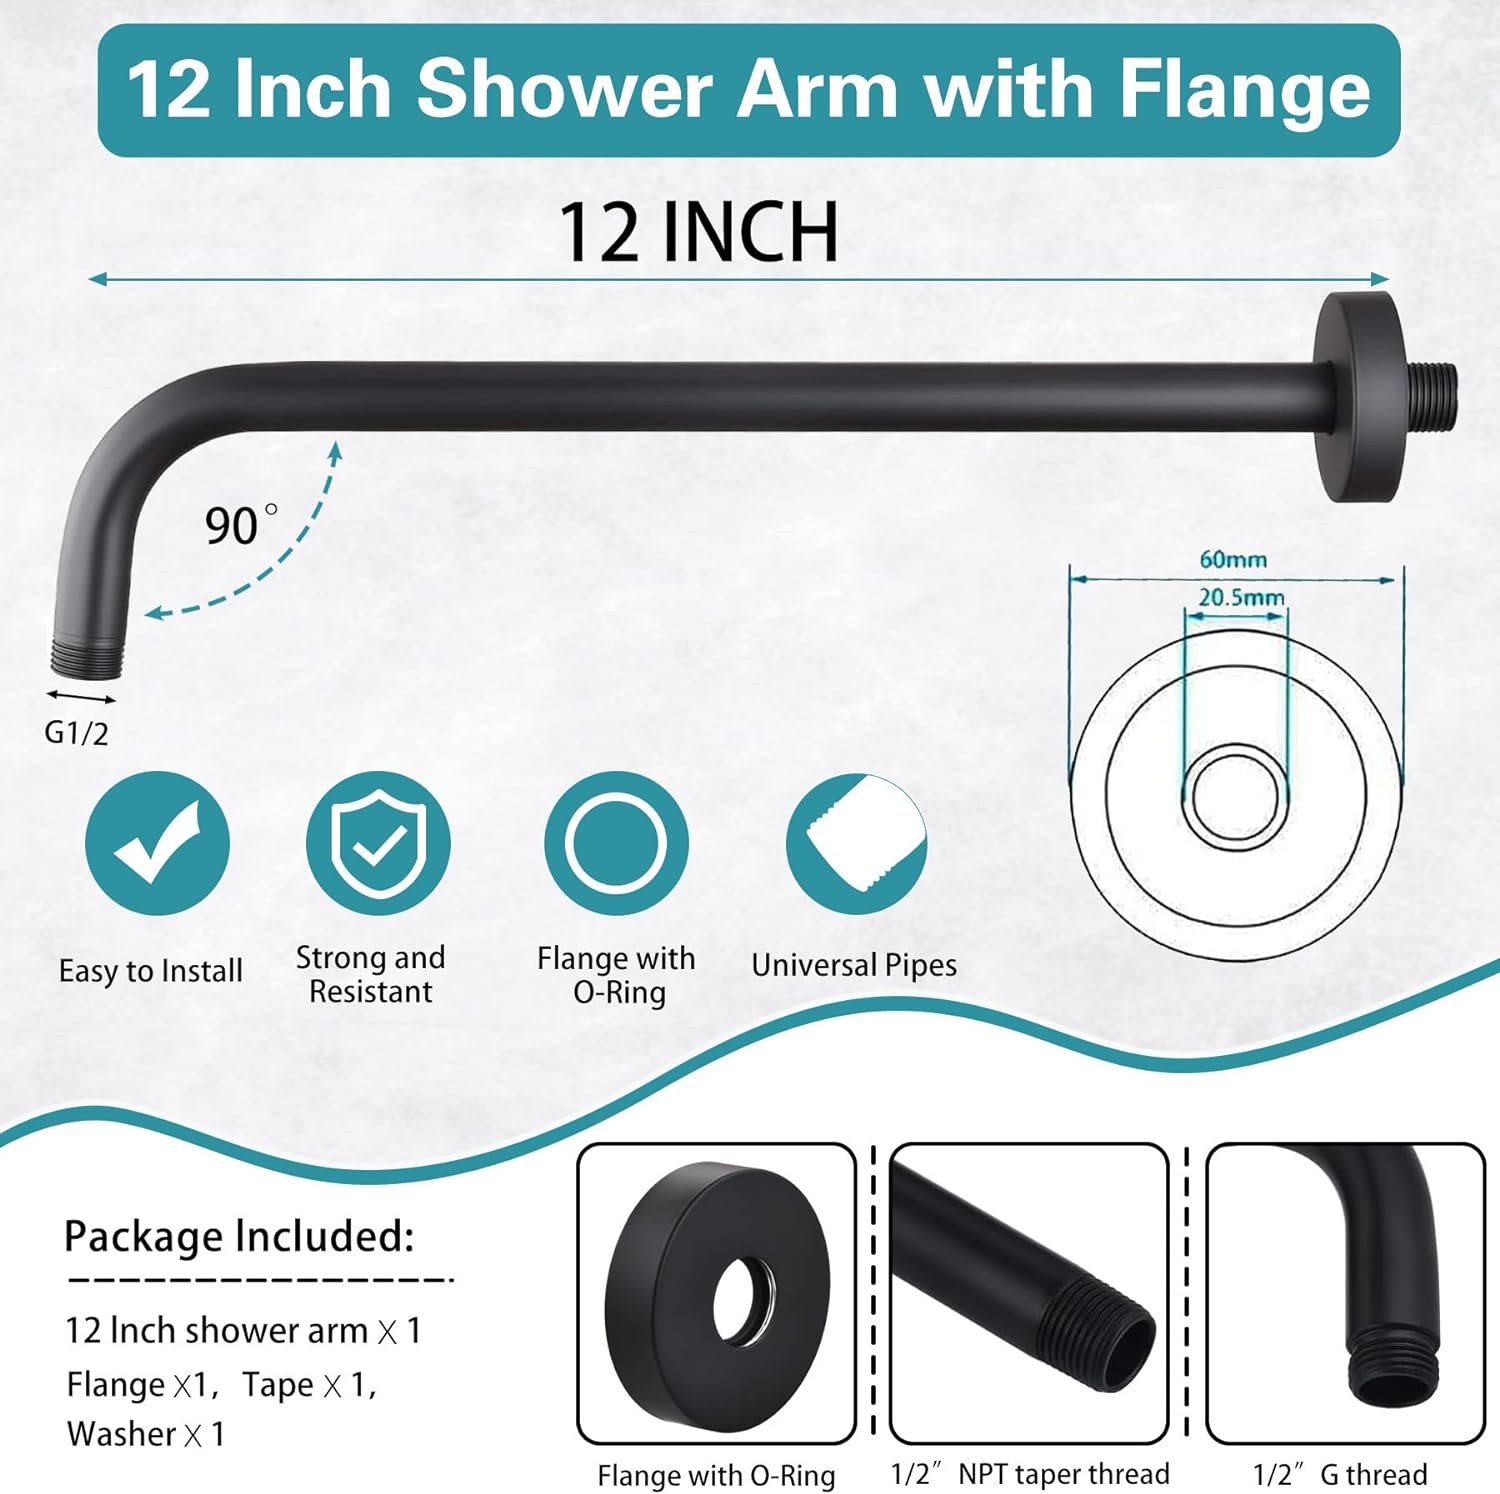 12 Inch Shower Arm with Flange
12 INCH
90°
G1/2
60mm
20.5mm
Easy to Install
Strong and
Resistant
Flange with
O-Ring
Universal Pipes
Package Included:
12 Inch shower arm X 1
Flange X1, Tape X 1,
Washer X 1
Flange with O-Ring
1/2" NPT taper thread
1/2" G thread